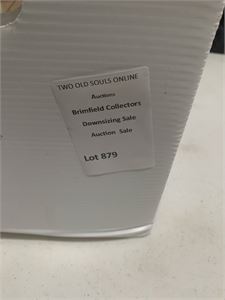 TWO OLD SOULS ONLINE
Auctions
Brimfield Collectors
Downsizing Sale
Auction Sale
Lot 879